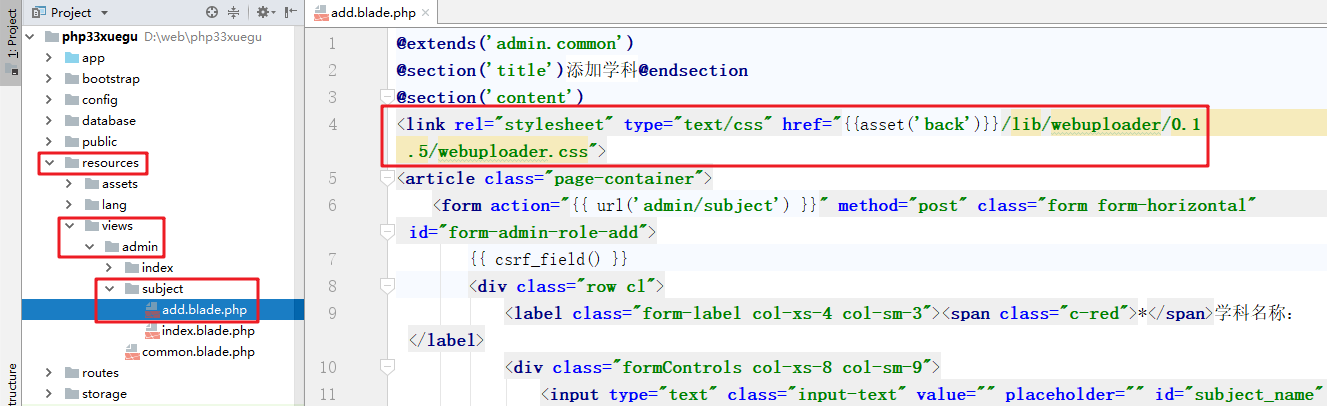 Project
add.blade.php
1: Project
php33xuegu D:\web\php33xuegu
app
bootstrap
config
database
public
resources
assets
lang
views
admin
index
subject
add.blade.php
index.blade.php
common.blade.php
routes
storage
ructure
1 @extends('admin.common')
2 @section('title')添加学科@endsection
3 @section('content')
4 <link rel="stylesheet" type="text/css" href="{{asset('back')}}/lib/webuploader/0.1
.5/webuploader.css">
5 <article class="page-container">
6 <form action="{{ url('admin/subject') }}" method="post" class="form form-horizontal"
id="form-admin-role-add">
7 {{ csrf_field() }}
8 <div class="row cl">
9 <label class="form-label col-xs-4 col-sm-3"><span class="c-red">*</span>学科名称：
</label>
10 <div class="formControls col-xs-8 col-sm-9">
11 <input type="text" class="input-text" value="" placeholder="" id="subject_name"